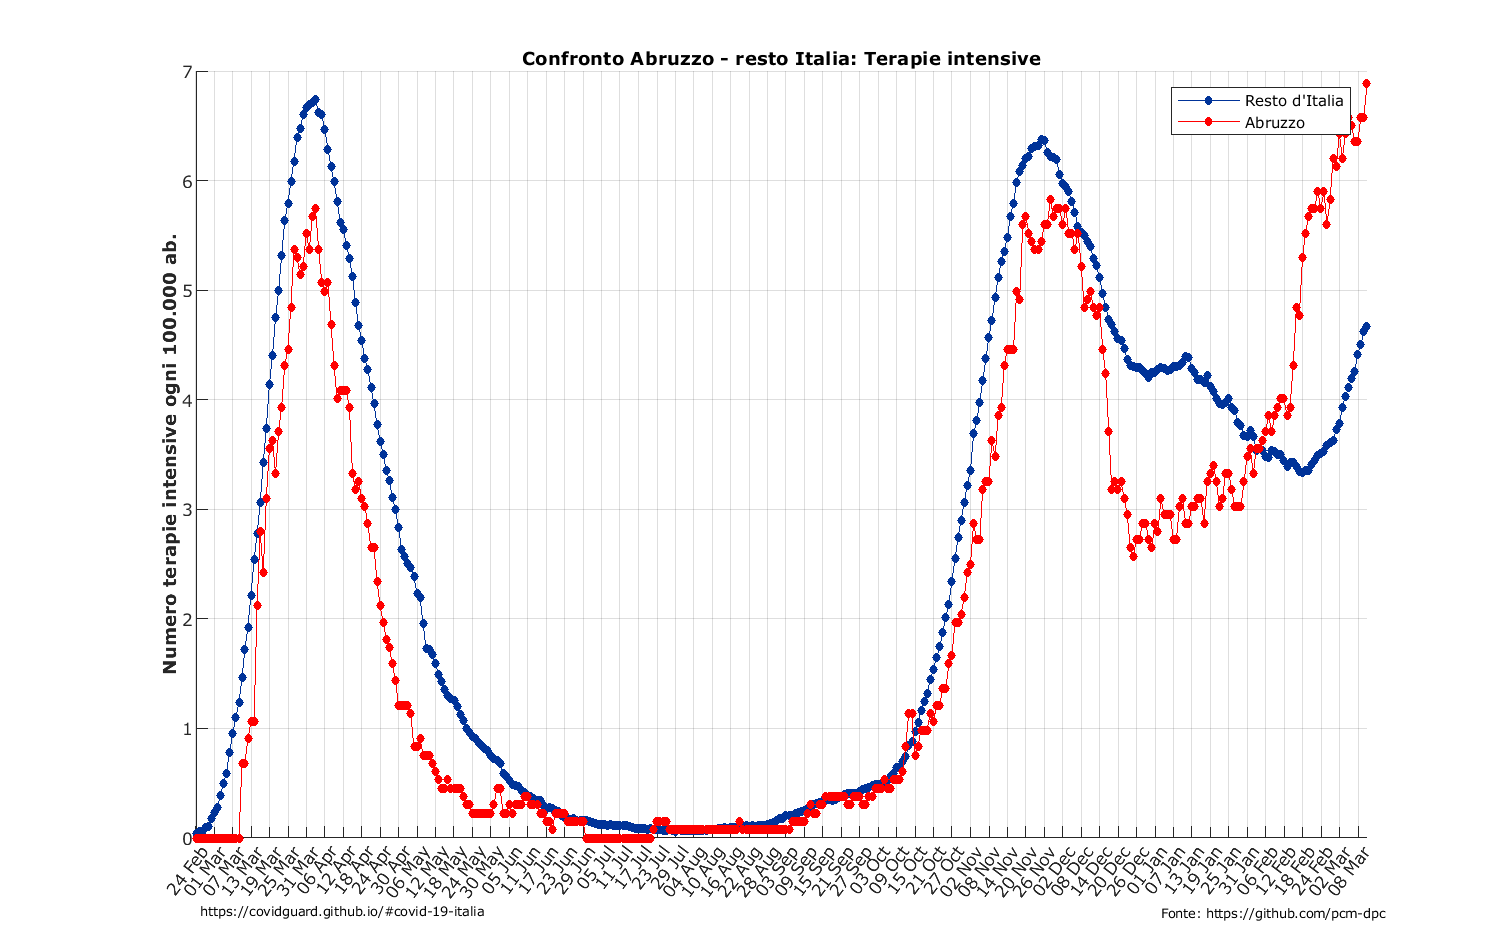 Confronto Abruzzo - resto Italia: Terapie intensive
Resto d'Italia
Abruzzo
Numero terapie intensive ogni 100.000 ab.
7
6
5
4
3
2
1
0
24 Feb
01 Mar
07 Mar
13 Mar
19 Mar
25 Mar
31 Mar
06 Apr
12 Apr
18 Apr
24 Apr
30 Apr
06 May
12 May
18 May
24 May
30 May
05 Jun
11 Jun
17 Jun
23 Jun
29 Jun
05 Jul
11 Jul
17 Jul
23 Jul
29 Jul
04 Aug
10 Aug
16 Aug
22 Aug
28 Aug
03 Sep
09 Sep
15 Sep
21 Sep
27 Sep
03 Oct
09 Oct
15 Oct
21 Oct
27 Oct
02 Nov
08 Nov
14 Nov
20 Nov
26 Nov
02 Dec
08 Dec
14 Dec
20 Dec
26 Dec
01 Jan
07 Jan
13 Jan
19 Jan
25 Jan
31 Jan
06 Feb
12 Feb
18 Feb
24 Feb
02 Mar
08 Mar
https://covidguard.github.io/#covid-19-italia
Fonte: https://github.com/pcm-dpc